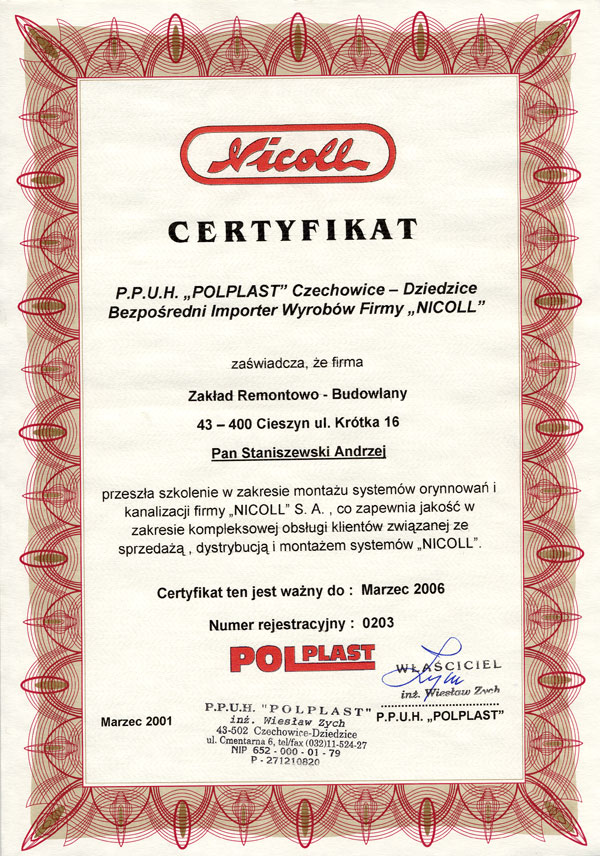 Nicoll
CERTYFIKAT
P.P.U.H. „POLPLAST” Czechowice – Dziedzice
Bezpośredni Importer Wyrobów Firmy „NICOLL”
zaświadcza, że firma
Zakład Remontowo - Budowlany
43 – 400 Cieszyn ul. Krótka 16
Pan Staniszewski Andrzej
przeszła szkolenie w zakresie montażu systemów orynnowań i
kanalizacji firmy „NICOLL” S. A. , co zapewnia jakość w
zakresie kompleksowej obsługi klientów związanej ze
sprzedażą , dystrybucją i montażem systemów „NICOLL”.
Certyfikat ten jest ważny do : Marzec 2006
Numer rejestracyjny : 0203
POLPLAST
WŁAŚCICIEL
inż. Wiesław Zych
P.P.U.H. „POLPLAST”
Marzec 2001
P.P.U.H. "POLPLAST"
inż. Wiesław Zych
43-502 Czechowice-Dziedzice
ul. Cmentarna 6, tel/fax (032)11-524-27
NIP 652 - 000 - 01 - 79
P - 271210820